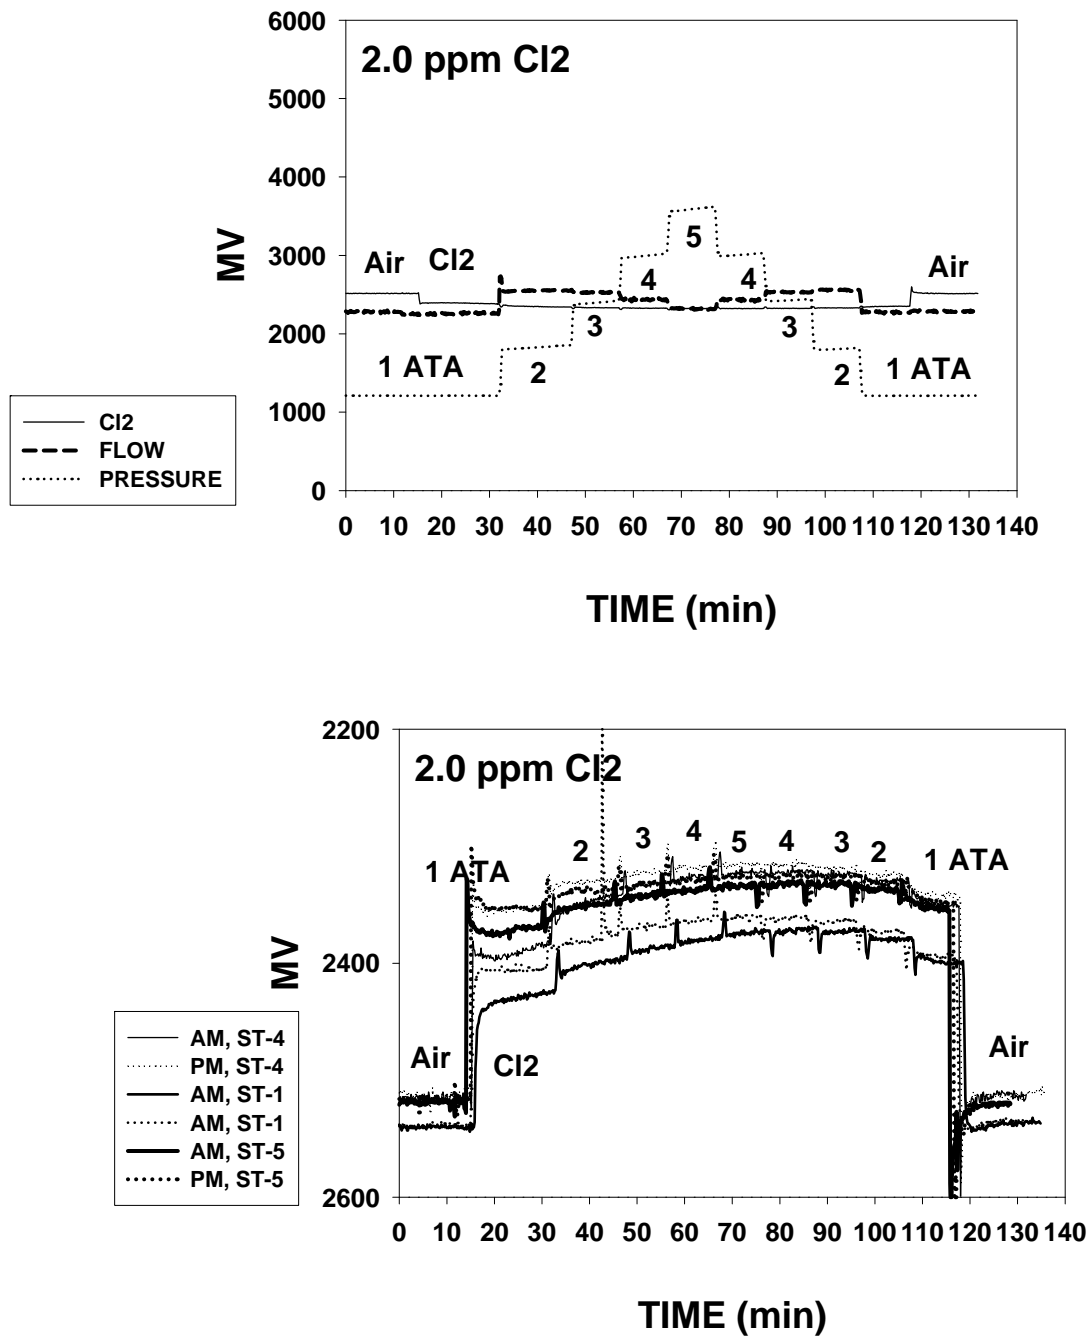 6000
2.0 ppm Cl2
5000
4000
MV
3000
5
Air
Cl2
4
4
Air
2000
3
3
1 ATA
2
2
1 ATA
1000
0
Cl2
FLOW
PRESSURE
0 10 20 30 40 50 60 70 80 90 100 110 120 130 140
TIME (min)
2200
2.0 ppm Cl2
1 ATA
2
3
4
5
4
3
2
1 ATA
MV
2400
Air
Cl2
Air
2600
AM, ST-4
PM, ST-4
AM, ST-1
AM, ST-1
AM, ST-5
PM, ST-5
0 10 20 30 40 50 60 70 80 90 100 110 120 130 140
TIME (min)